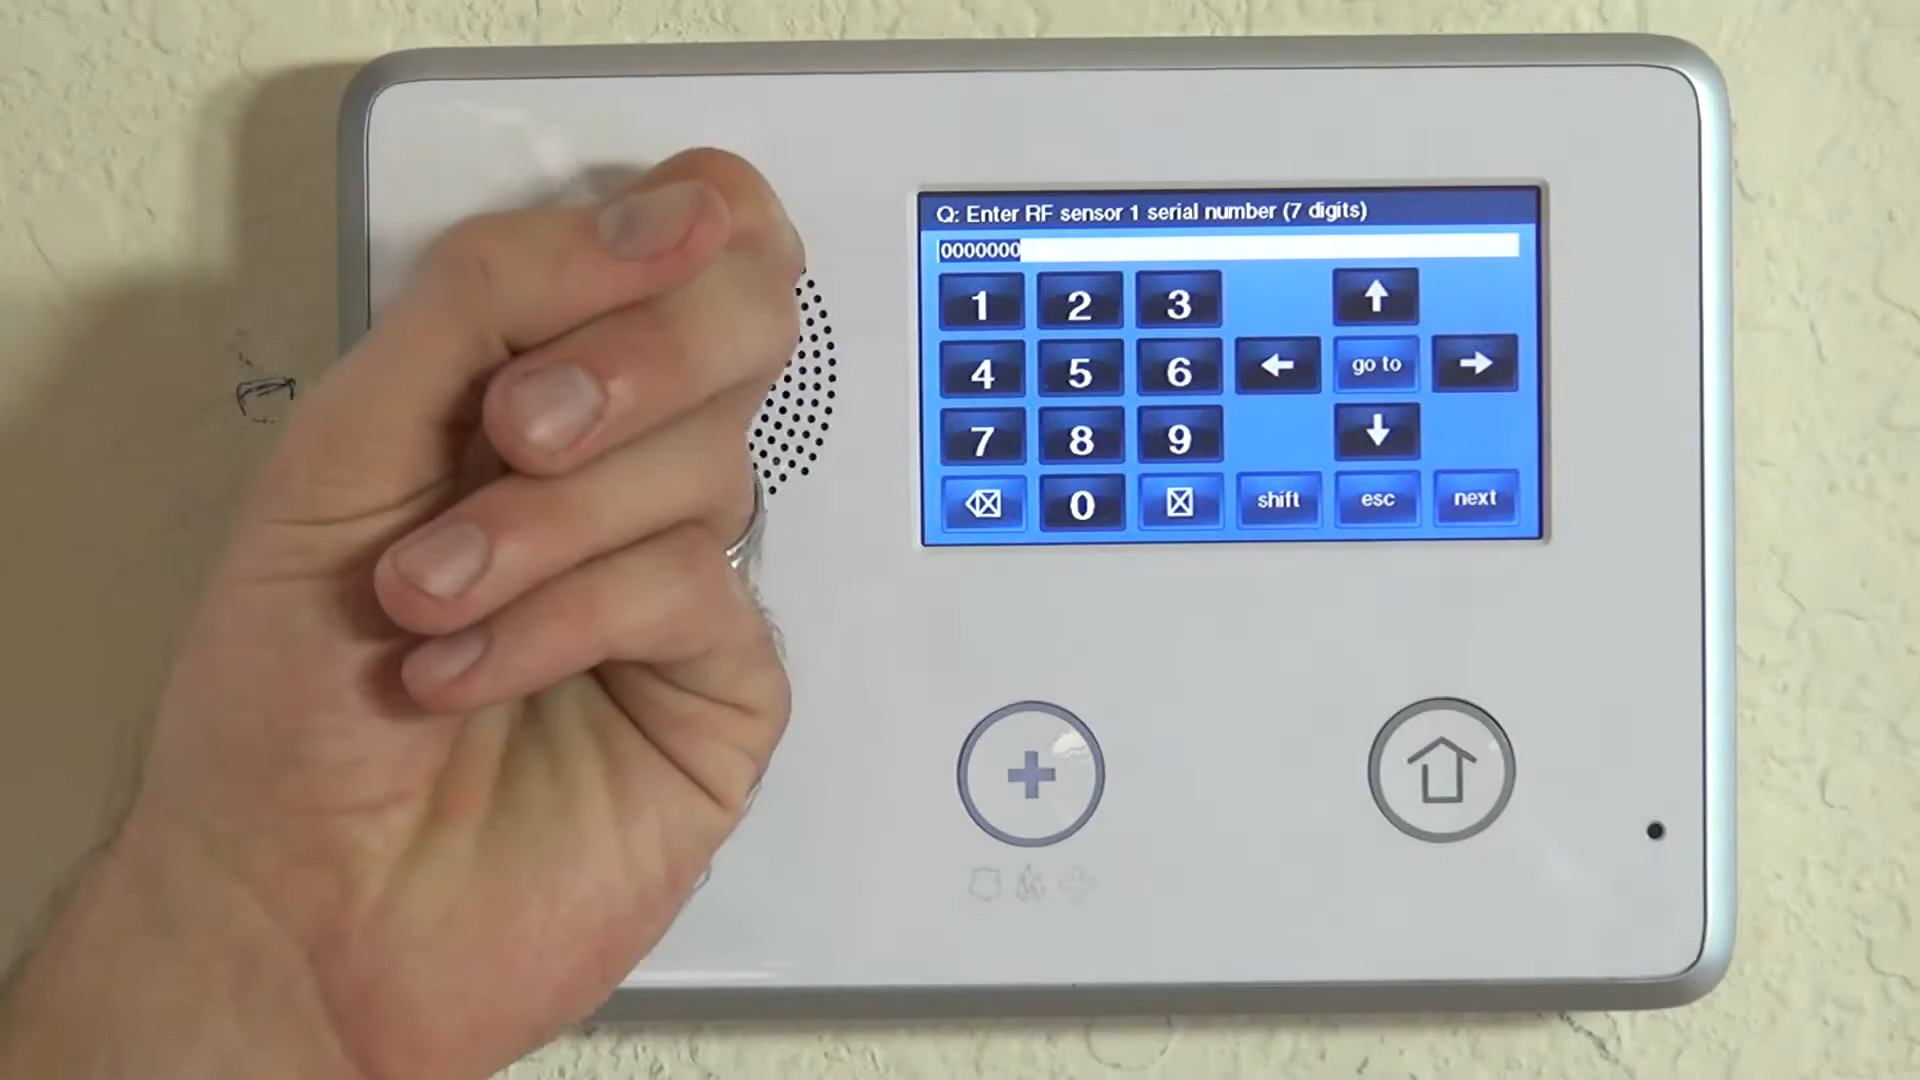 Q: Enter RF sensor 1 serial number (7 digits)
0000000
1 2 3
4 5 6 go to
7 8 9
0 shift esc next